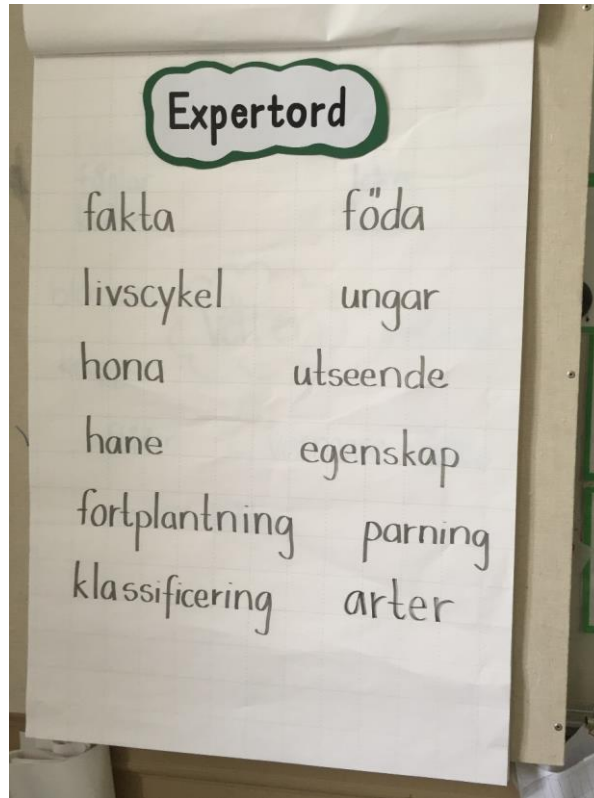 Expertord
fakta föda
livscykel ungar
hona utseende
hane egenskap
fortplantning parning
klassificering arter